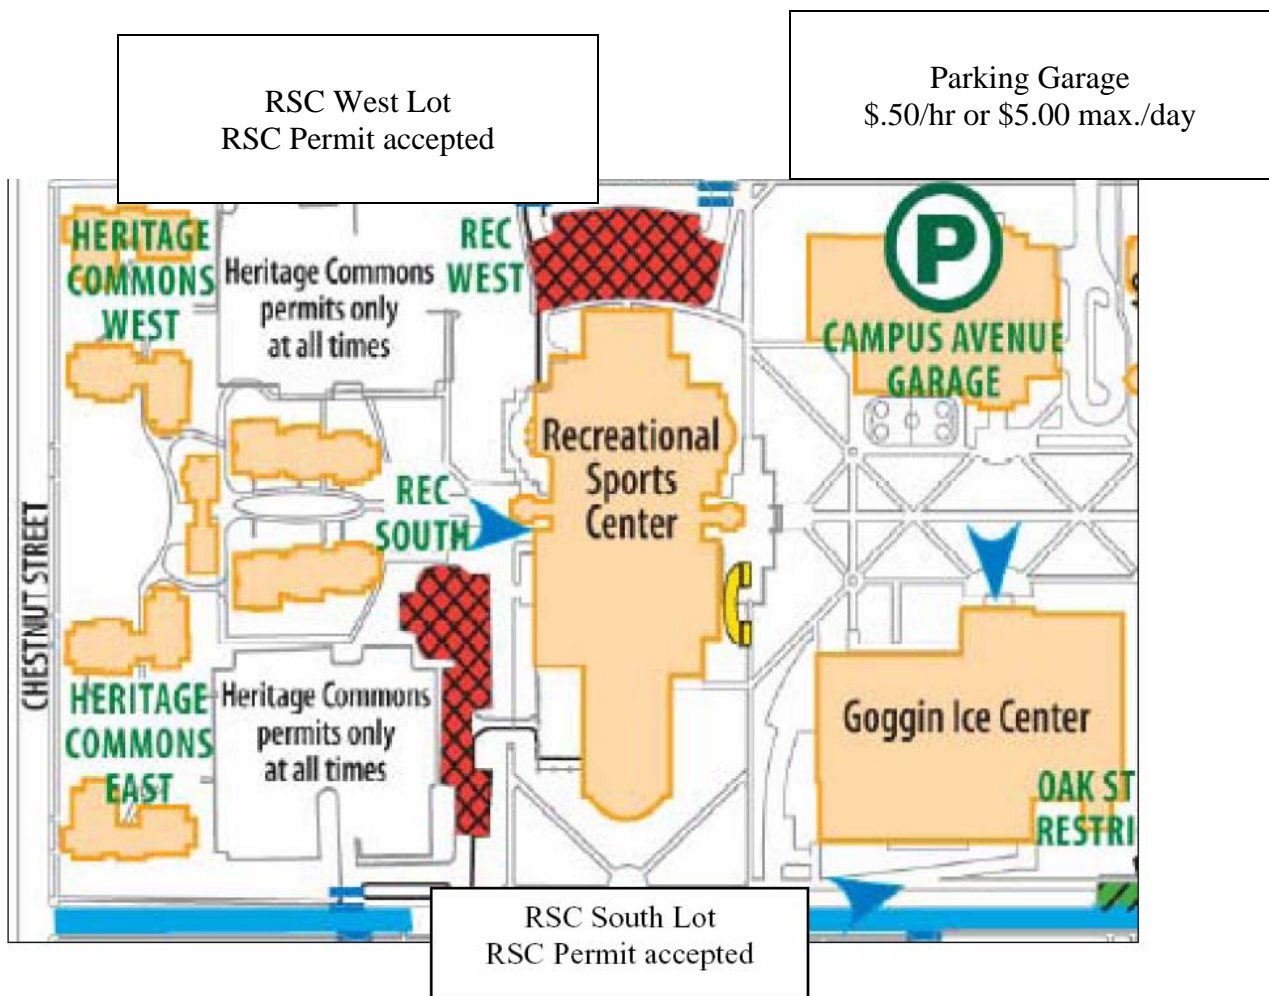 RSC West Lot
RSC Permit accepted
Parking Garage
$.50/hr or $5.00 max./day
HERITAGE
COMMONS
WEST
Heritage Commons
permits only
at all times
REC
WEST
P
CAMPUS AVENUE
GARAGE
Recreational
Sports
Center
REC
SOUTH
CHESTNUT STREET
HERITAGE
COMMONS
EAST
Heritage Commons
permits only
at all times
Goggin Ice Center
OAK ST
RESTRI
RSC South Lot
RSC Permit accepted